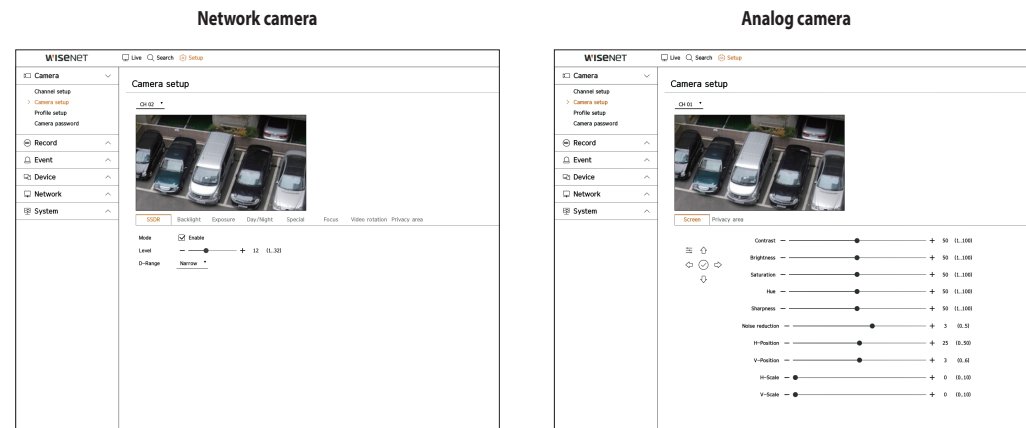 Network camera
WISENET Live Search Setup
Camera
Camera setup
Channel setup
Camera setup
Profile setup
Camera password
CH 02
Record
Event
Device
Network
System
SSDR Backlight Exposure Day/Night Special Focus Video rotation Privacy area
Mode Enable
Level − + 12 (1..32)
D-Range Narrow
Analog camera
WISENET Live Search Setup
Camera
Camera setup
Channel setup
Camera setup
Profile setup
Camera password
CH 01
Record
Event
Device
Network
System
Screen Privacy area
Contrast − + 50 (1..100)
Brightness − + 50 (1..100)
Saturation − + 50 (1..100)
Hue − + 50 (1..100)
Sharpness − + 50 (1..100)
Noise reduction − + 3 (0..5)
H-Position − + 25 (0..50)
V-Position − + 3 (0..6)
H-Scale − + 0 (0..10)
V-Scale − + 0 (0..10)